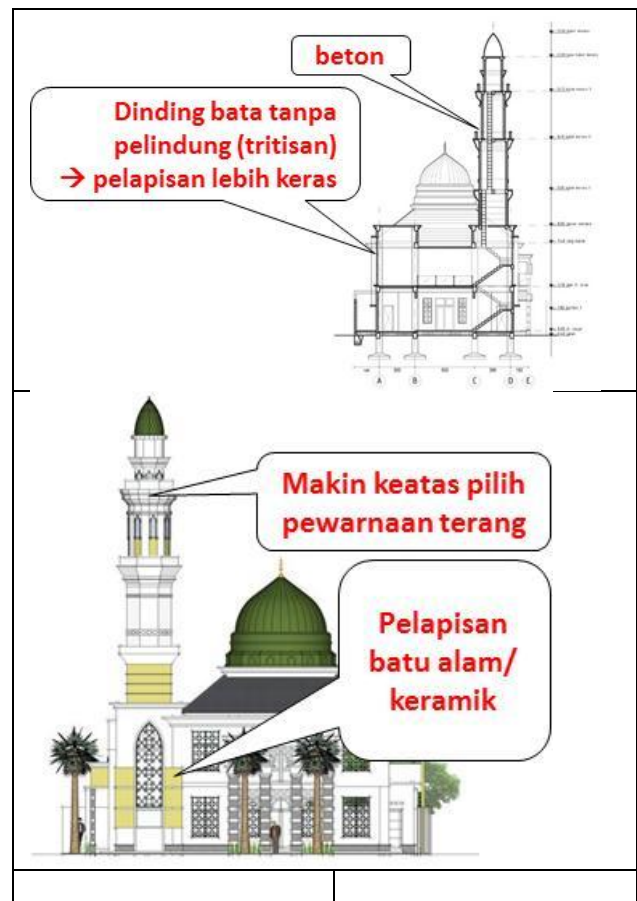 beton
Dinding bata tanpa
pelindung (tritisan)
→ pelapisan lebih keras
A B C D E
Makin keatas pilih
pewarnaan terang
Pelapisan
batu alam/
keramik